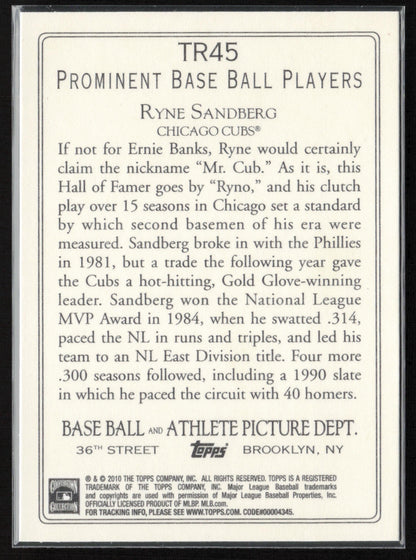 TR45
PROMINENT BASE BALL PLAYERS
RYNE SANDBERG
CHICAGO CUBS®
If not for Ernie Banks, Ryne would certainly
claim the nickname “Mr. Cub.” As it is, this
Hall of Famer goes by “Ryno,” and his clutch
play over 15 seasons in Chicago set a standard
by which second basemen of his era were
measured. Sandberg broke in with the Phillies
in 1981, but a trade the following year gave
the Cubs a hot-hitting, Gold Glove-winning
leader. Sandberg won the National League
MVP Award in 1984, when he swatted .314,
paced the NL in runs and triples, and led his
team to an NL East Division title. Four more
.300 seasons followed, including a 1990 slate
in which he paced the circuit with 40 homers.
BASE BALL AND ATHLETE PICTURE DEPT.
36TH STREET Topps® BROOKLYN, NY
COOPERSTOWN
COLLECTION
® & © 2010 THE TOPPS COMPANY, INC. ALL RIGHTS RESERVED. TOPPS IS A REGISTERED
TRADEMARK OF THE TOPPS COMPANY, INC. Major League Baseball trademarks
and copyrights are used with permission of Major League Baseball Properties, Inc.
OFFICIALLY LICENSED PRODUCT OF MLBP. MLB.com.
FOR TRACKING INFO, PLEASE SEE WWW.TOPPS.COM. CODE#00004345.